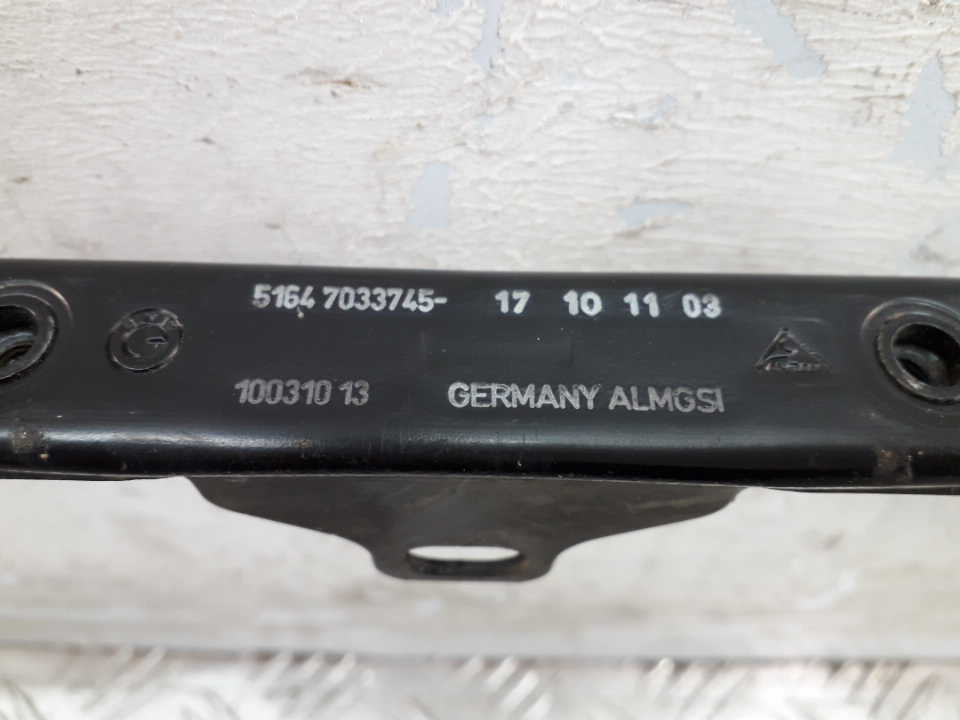 5164 7033745- 17 10 11 03
100310 13 GERMANY ALMGSI